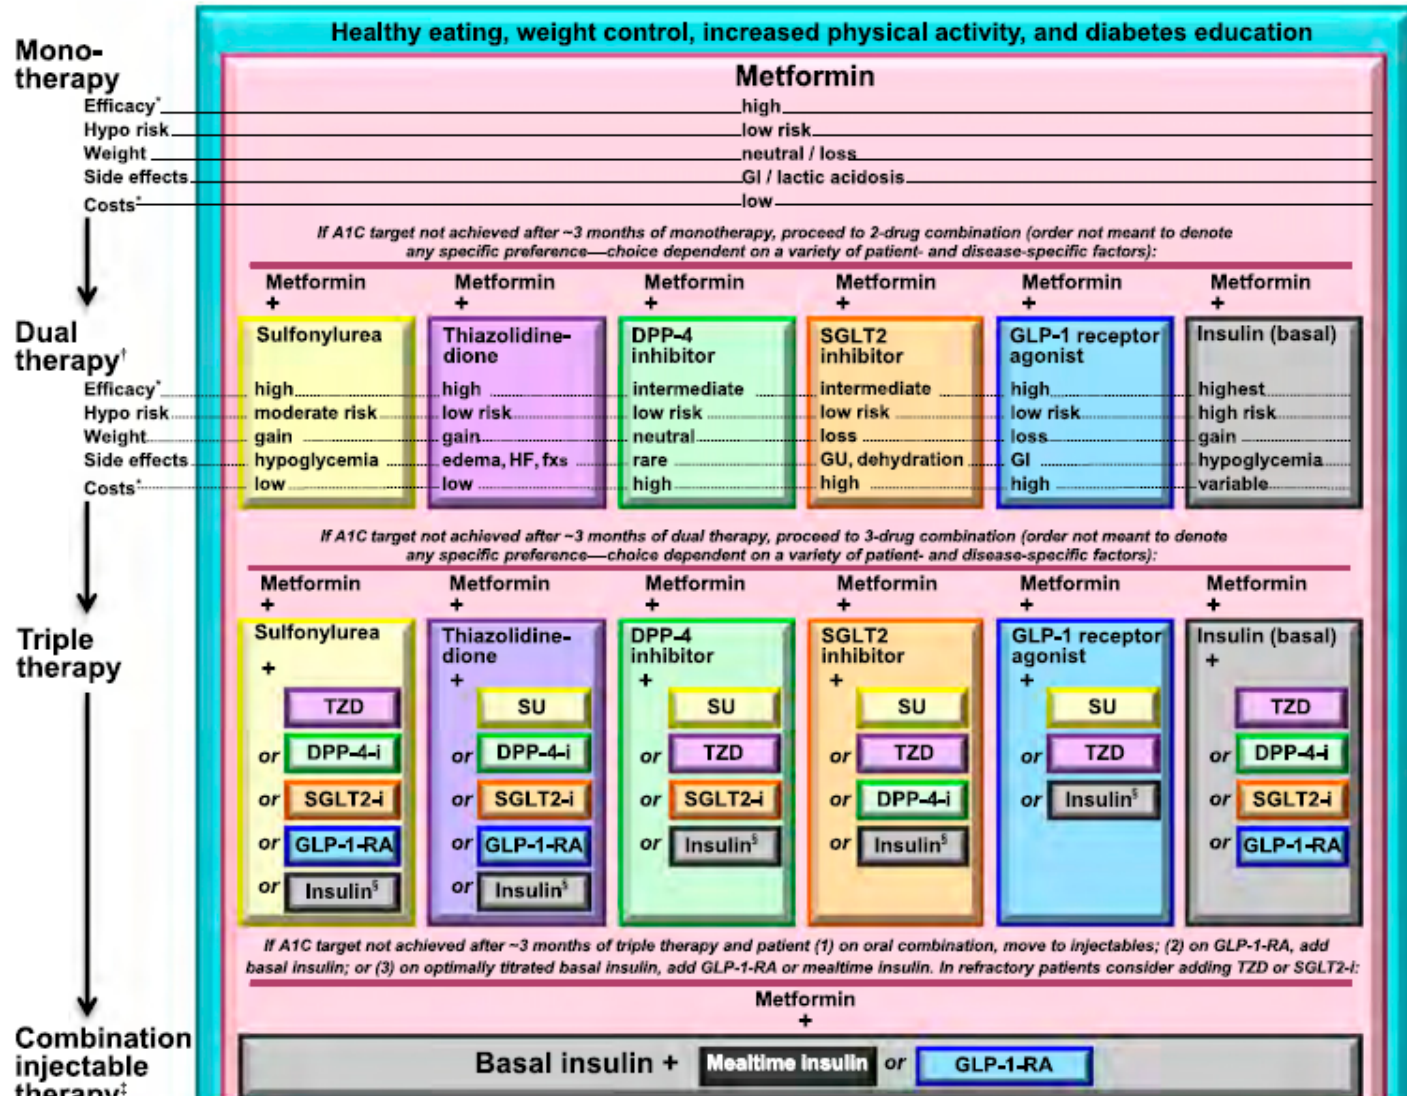 Healthy eating, weight control, increased physical activity, and diabetes education
Mono-
therapy
Metformin
Efficacy* high
Hypo risk low risk
Weight neutral / loss
Side effects GI / lactic acidosis
Costs* low
If A1C target not achieved after ~3 months of monotherapy, proceed to 2-drug combination (order not meant to denote
any specific preference—choice dependent on a variety of patient- and disease-specific factors):
Metformin Metformin Metformin Metformin Metformin Metformin
+ + + + + +
Dual
therapy†
Sulfonylurea Thiazolidine- DPP-4 SGLT2 GLP-1 receptor Insulin (basal)
dione inhibitor inhibitor agonist
Efficacy* high high intermediate intermediate high highest
Hypo risk moderate risk low risk low risk low risk low risk high risk
Weight gain gain neutral loss loss gain
Side effects hypoglycemia edema, HF, fxs rare GU, dehydration GI hypoglycemia
Costs* low low high high high variable
If A1C target not achieved after ~3 months of dual therapy, proceed to 3-drug combination (order not meant to denote
any specific preference—choice dependent on a variety of patient- and disease-specific factors):
Metformin Metformin Metformin Metformin Metformin Metformin
+ + + + + +
Triple
therapy
Sulfonylurea Thiazolidine- DPP-4 SGLT2 GLP-1 receptor Insulin (basal)
dione inhibitor inhibitor agonist
+ + + + + +
TZD SU SU SU SU TZD
or DPP-4-i or DPP-4-i or TZD or TZD or TZD or DPP-4-i
or SGLT2-i or SGLT2-i or SGLT2-i or DPP-4-i or Insulin§ or SGLT2-i
or GLP-1-RA or GLP-1-RA or Insulin§ or Insulin§ or GLP-1-RA
or Insulin§ or Insulin§
If A1C target not achieved after ~3 months of triple therapy and patient (1) on oral combination, move to injectables; (2) on GLP-1-RA, add
basal insulin; or (3) on optimally titrated basal insulin, add GLP-1-RA or mealtime insulin. In refractory patients consider adding TZD or SGLT2-i:
Metformin
+
Combination
injectable
therapy‡
Basal insulin + Mealtime Insulin or GLP-1-RA